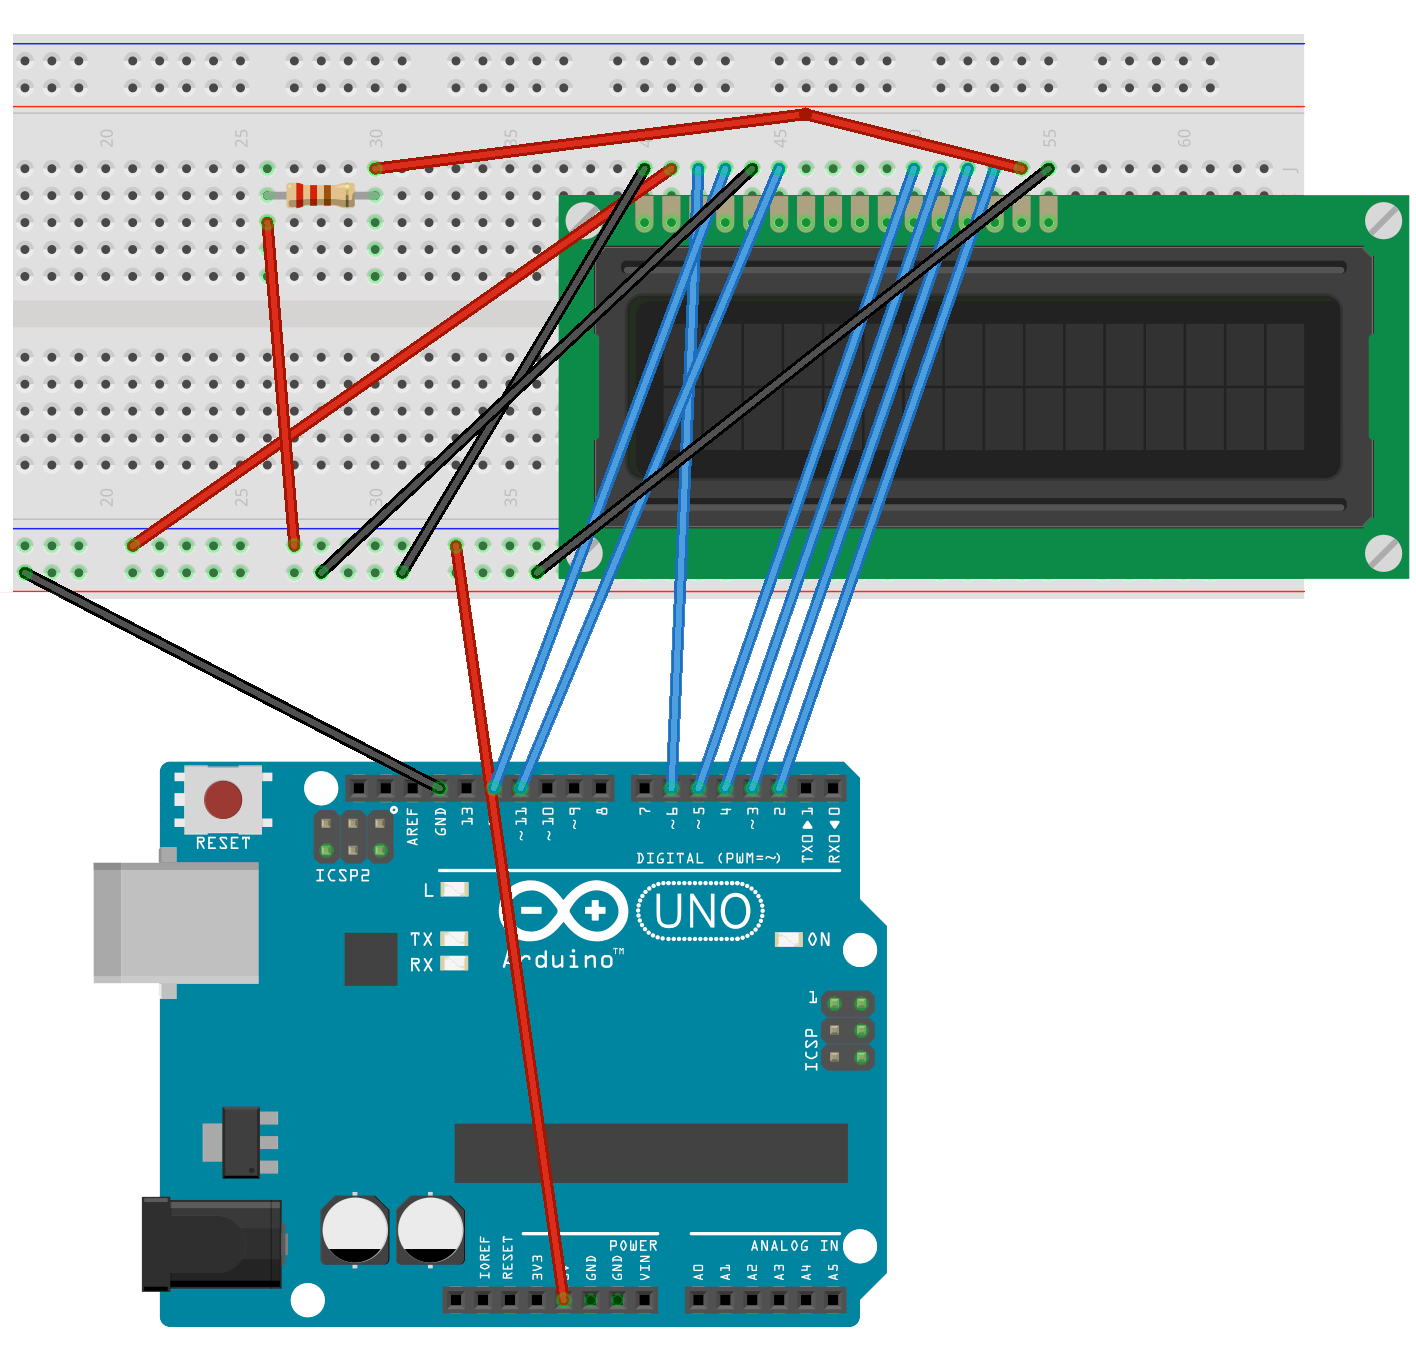 20 25 30 35 45 55 60
J
20 25 30 35
RESET
ICSP2
AREF
GND
13
~11
~10
~9
8
7
~6
~5
4
~3
2
TX0▶1
RX0◀0
DIGITAL (PWM=~)
L
TX
RX
UNO
ON
Arduino™
1
ICSP
POWER
ANALOG IN
IOREF
RESET
3V3
GND
GND
VIN
A0
A1
A2
A3
A4
A5